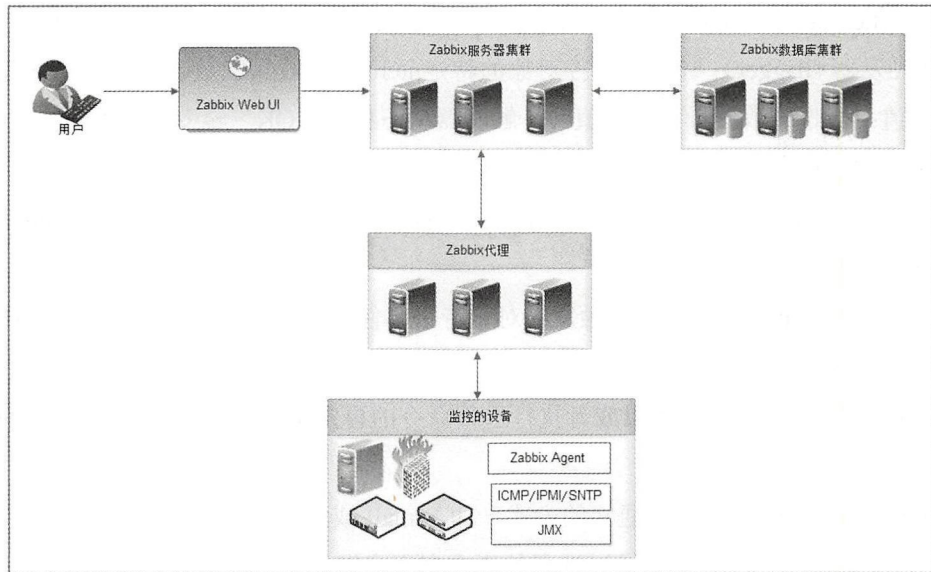 Zabbix服务器集群
Zabbix数据库集群
Zabbix Web UI
用户
Zabbix代理
监控的设备
Zabbix Agent
ICMP/IPMI/SNTP
JMX